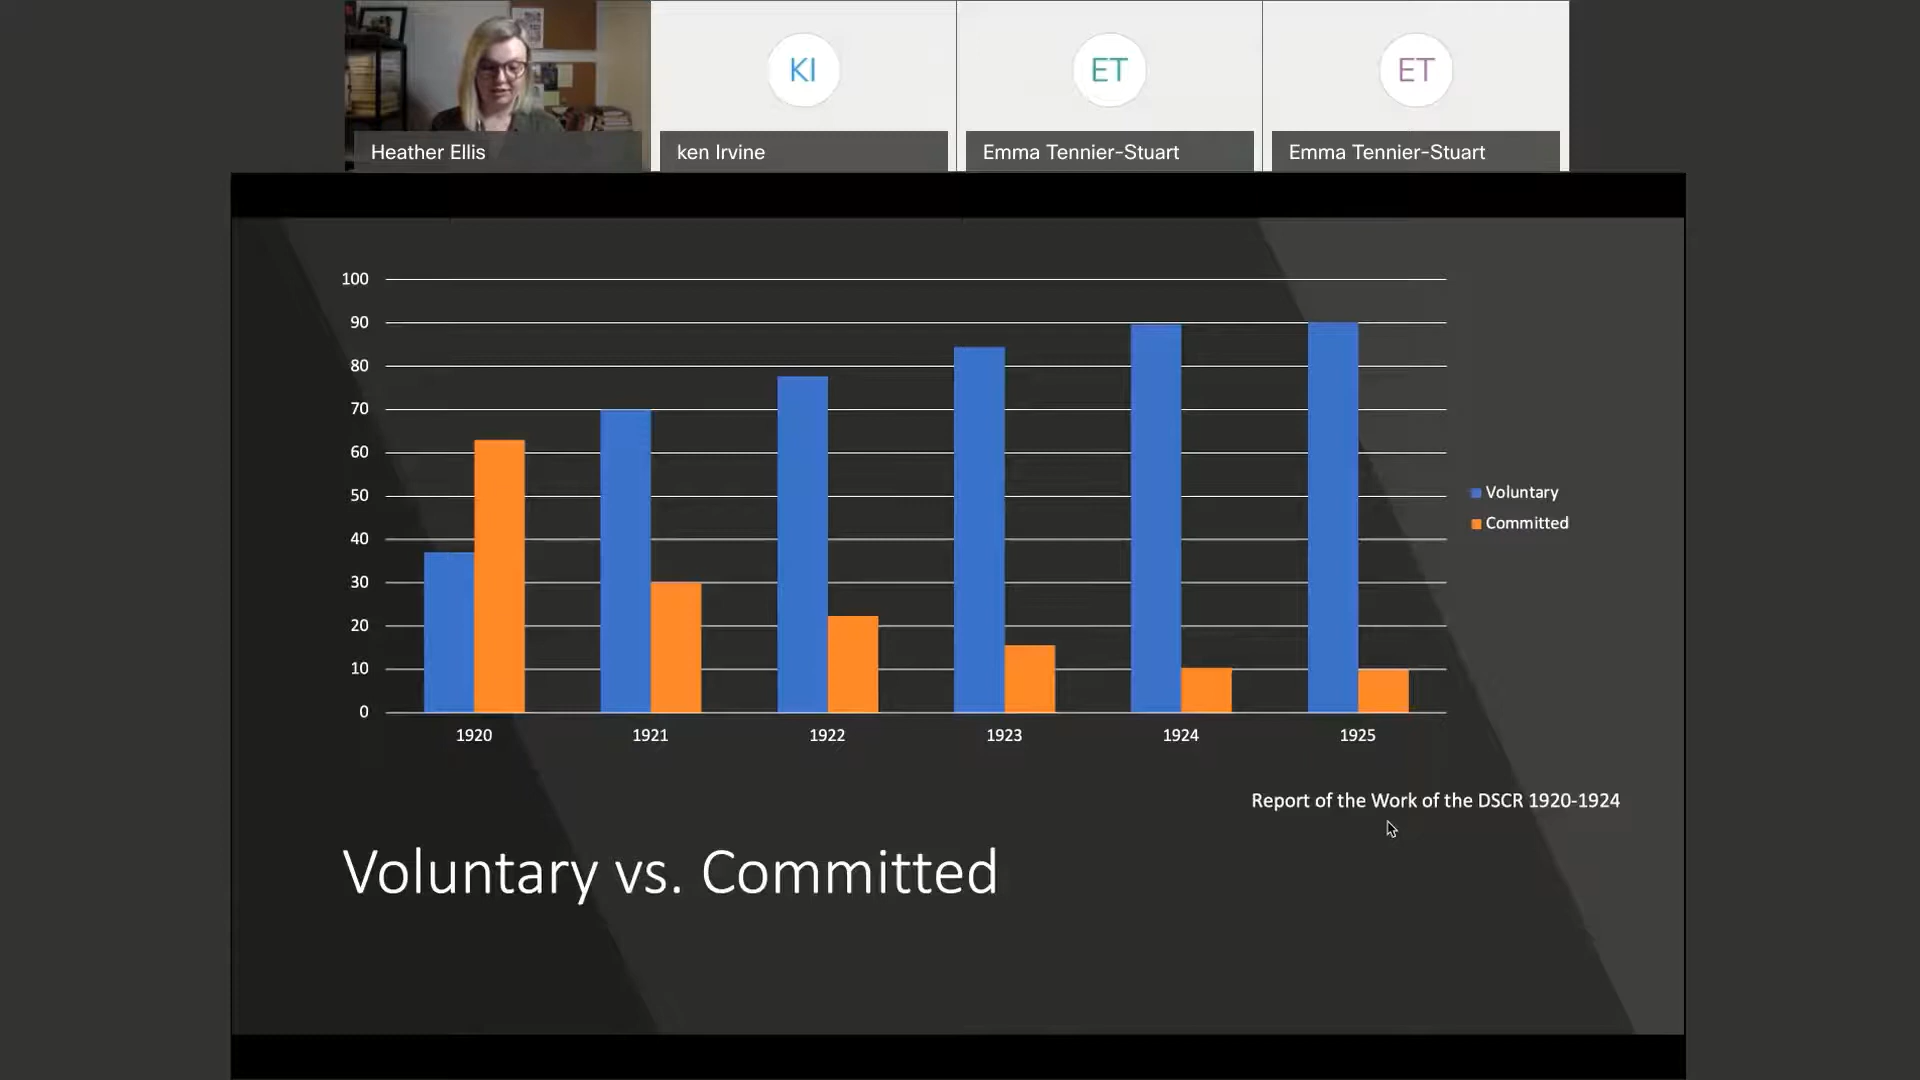 KI
ET
ET
Heather Ellis
ken Irvine
Emma Tennier-Stuart
Emma Tennier-Stuart
100
90
80
70
60
50
40
30
20
10
0
1920 1921 1922 1923 1924 1925
Voluntary
Committed
Report of the Work of the DSCR 1920-1924
Voluntary vs. Committed